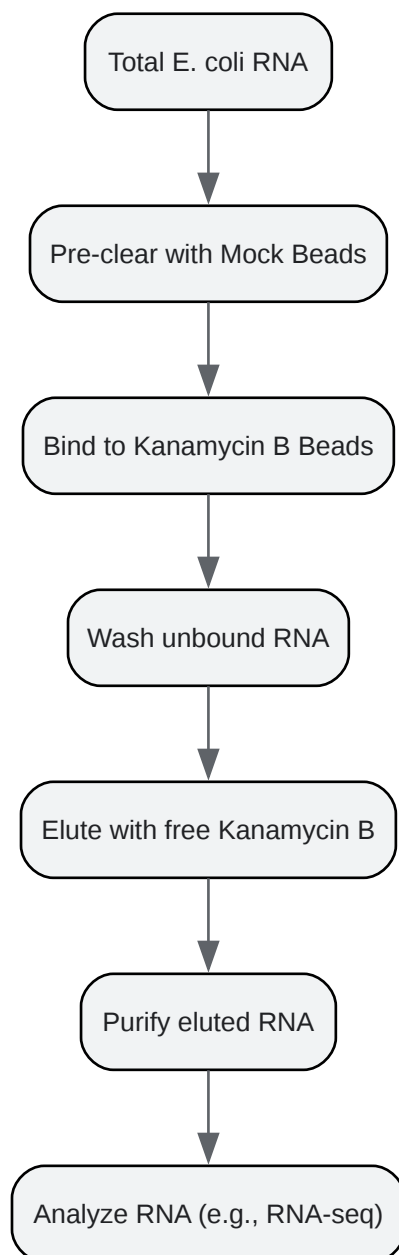 Total E. coli RNA
Pre-clear with Mock Beads
Bind to Kanamycin B Beads
Wash unbound RNA
Elute with free Kanamycin B
Purify eluted RNA
Analyze RNA (e.g., RNA-seq)